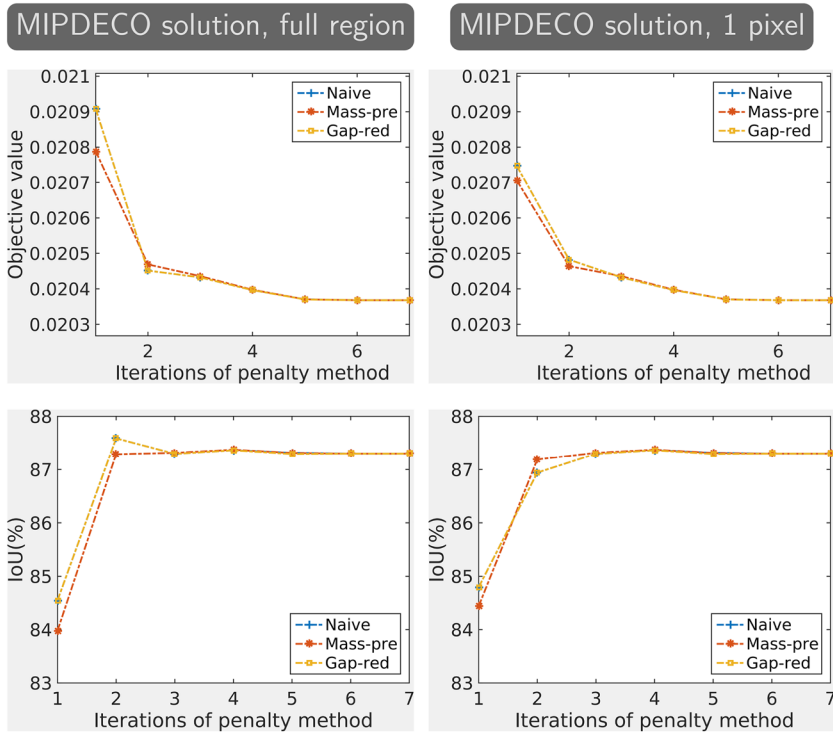 MIPDECO solution, full region
MIPDECO solution, 1 pixel
0.021
0.0209
0.0208
0.0207
0.0206
0.0205
0.0204
0.0203
Objective value
Naive
Mass-pre
Gap-red
2 4 6
Iterations of penalty method
0.021
0.0209
0.0208
0.0207
0.0206
0.0205
0.0204
0.0203
Objective value
Naive
Mass-pre
Gap-red
2 4 6
Iterations of penalty method
88
87
86
85
84
83
IoU(%)
Naive
Mass-pre
Gap-red
1 2 3 4 5 6 7
Iterations of penalty method
88
87
86
85
84
83
IoU(%)
Naive
Mass-pre
Gap-red
1 2 3 4 5 6 7
Iterations of penalty method